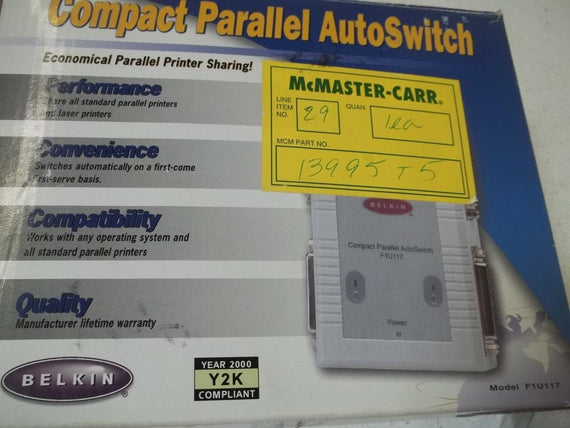 Compact Parallel AutoSwitch
Economical Parallel Printer Sharing!
Performance
Share all standard parallel printers
and laser printers
Convenience
Switches automatically on a first-come
first-serve basis.
Compatibility
Works with any operating system and
all standard parallel printers
Quality
Manufacturer lifetime warranty
BELKIN
YEAR 2000
Y2K
COMPLIANT
McMASTER-CARR®
LINE ITEM NO. 29 QUAN. 1ea
MCM PART NO.
13995T5
BELKIN
Compact Parallel AutoSwitch
F1U117
Power
Model F1U117